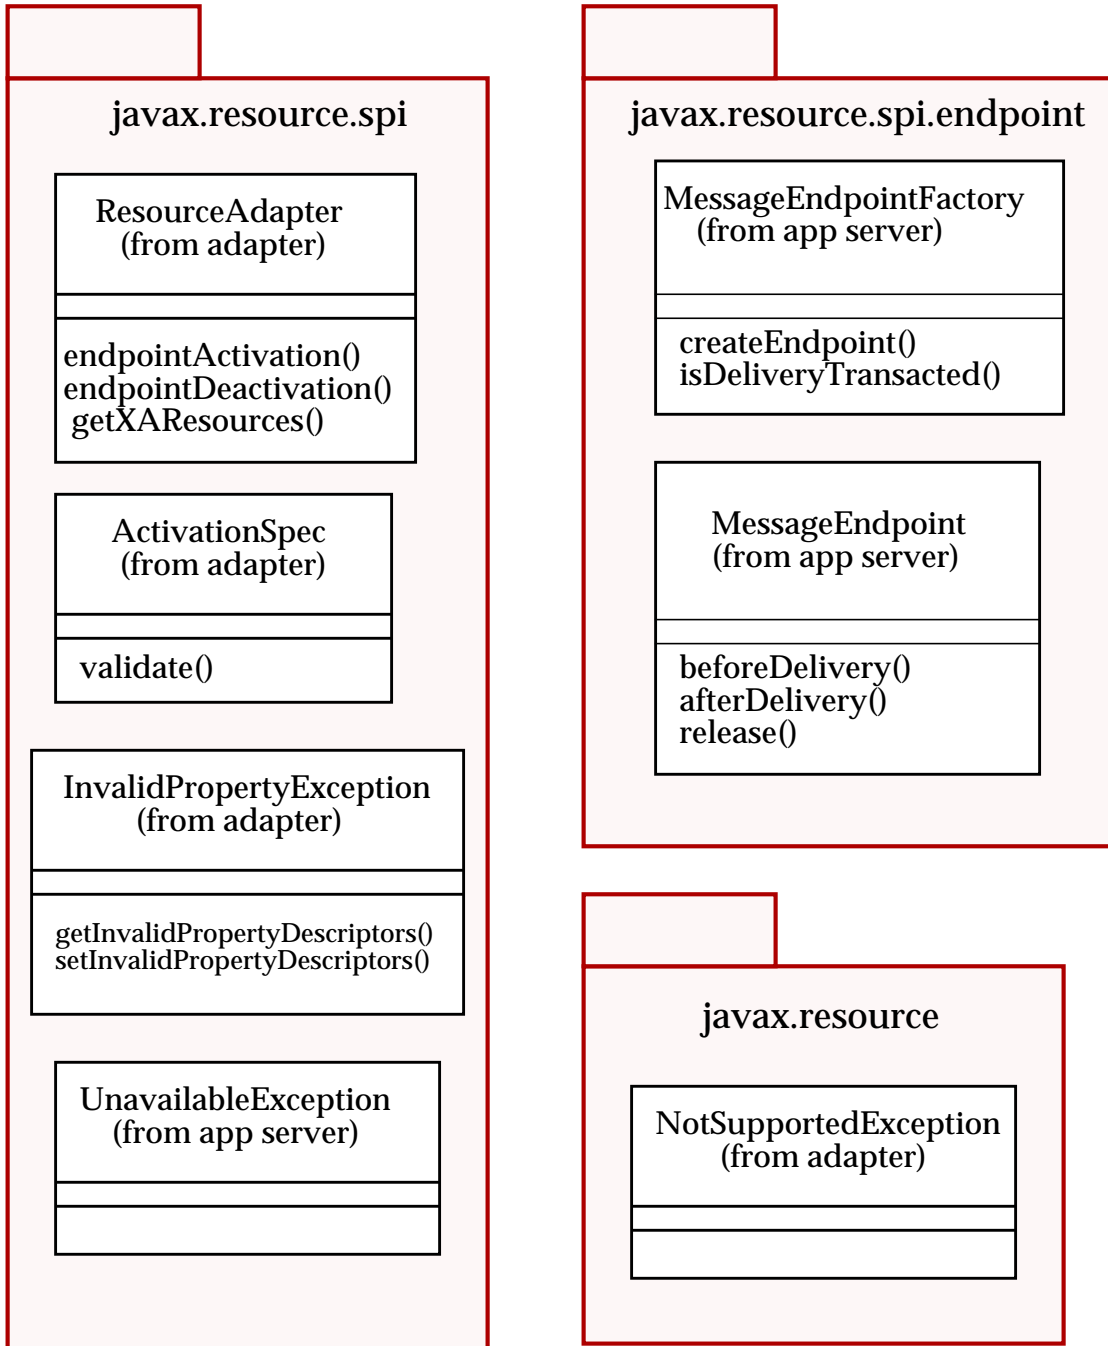 javax.resource.spi
ResourceAdapter
(from adapter)
endpointActivation()
endpointDeactivation()
getXAResources()
ActivationSpec
(from adapter)
validate()
InvalidPropertyException
(from adapter)
getInvalidPropertyDescriptors()
setInvalidPropertyDescriptors()
UnavailableException
(from app server)
javax.resource.spi.endpoint
MessageEndpointFactory
(from app server)
createEndpoint()
isDeliveryTransacted()
MessageEndpoint
(from app server)
beforeDelivery()
afterDelivery()
release()
javax.resource
NotSupportedException
(from adapter)